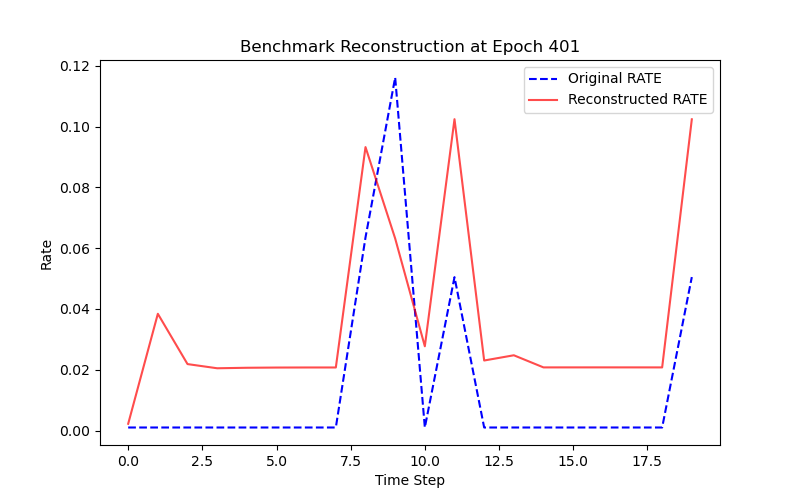 Benchmark Reconstruction at Epoch 401
Original RATE
Reconstructed RATE
0.12
0.10
0.08
0.06
0.04
0.02
0.00
Rate
0.0 2.5 5.0 7.5 10.0 12.5 15.0 17.5
Time Step